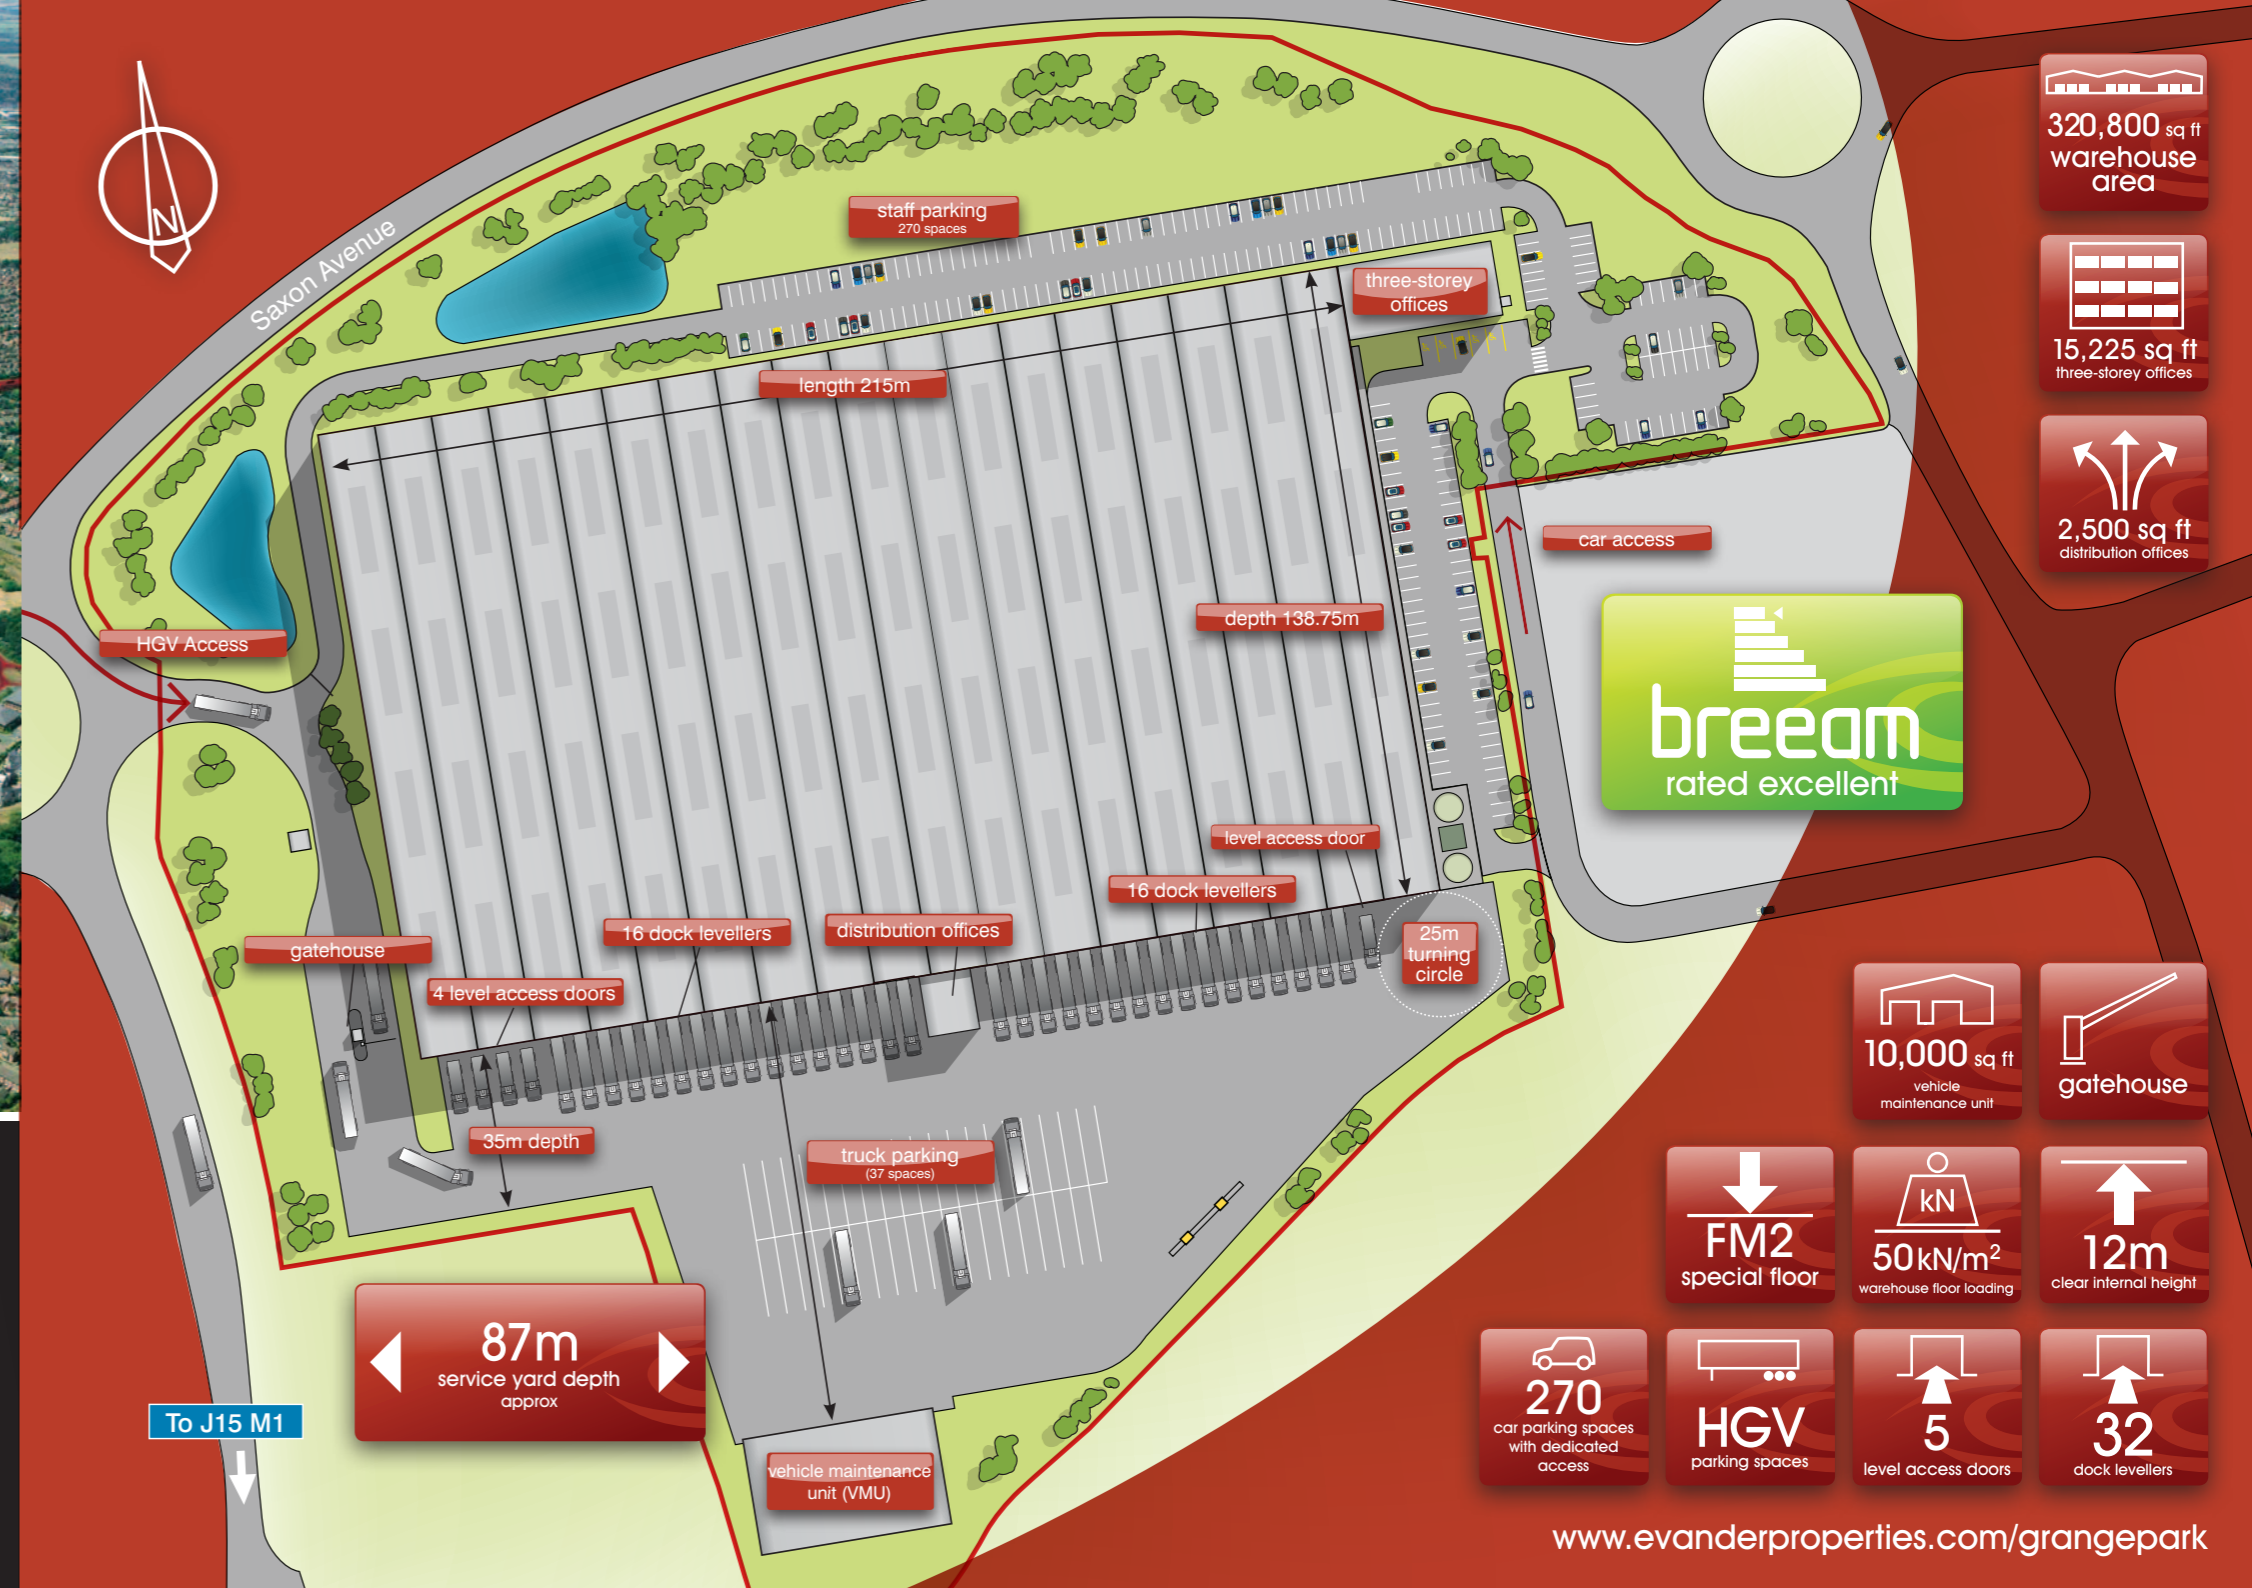 N
Saxon Avenue
staff parking
270 spaces
three-storey
offices
length 215m
HGV Access
car access
depth 138.75m
level access door
16 dock levellers
16 dock levellers
distribution offices
gatehouse
4 level access doors
25m
turning
circle
35m depth
truck parking
(37 spaces)
87m
service yard depth
approx
To J15 M1
vehicle maintenance
unit (VMU)
320,800 sq ft
warehouse
area
15,225 sq ft
three-storey offices
2,500 sq ft
distribution offices
breeam
rated excellent
10,000 sq ft
vehicle
maintenance unit
gatehouse
FM2
special floor
kN
50kN/m²
warehouse floor loading
12m
clear internal height
270
car parking spaces
with dedicated
access
HGV
parking spaces
5
level access doors
32
dock levellers
www.evanderproperties.com/grangepark